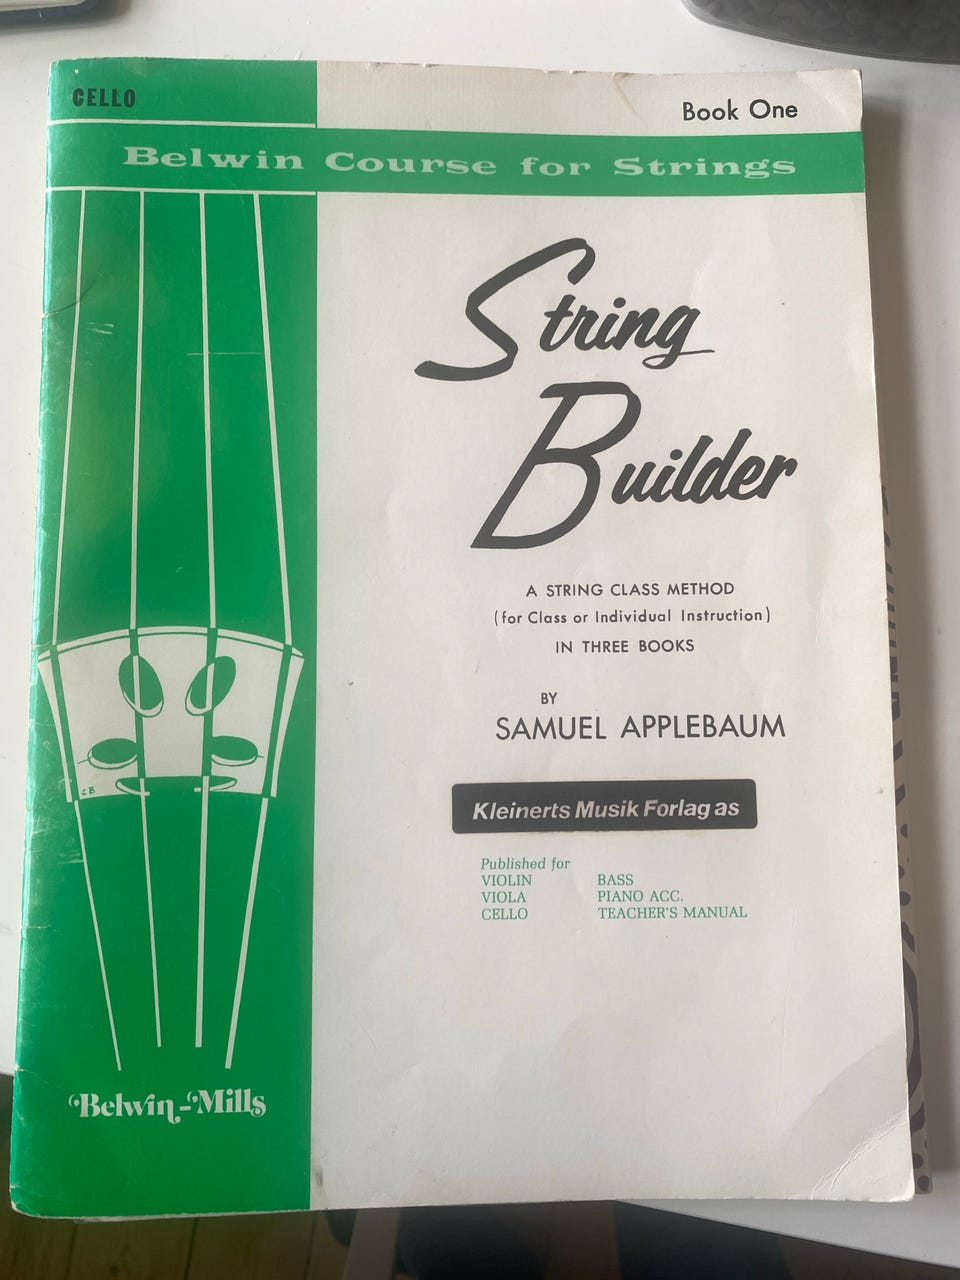 CELLO
Book One
Belwin Course for Strings
String
Builder
A STRING CLASS METHOD
(for Class or Individual Instruction)
IN THREE BOOKS
BY
SAMUEL APPLEBAUM
Kleinerts Musik Forlag as
Published for
VIOLIN BASS
VIOLA PIANO ACC.
CELLO TEACHER'S MANUAL
CB
Belwin-Mills